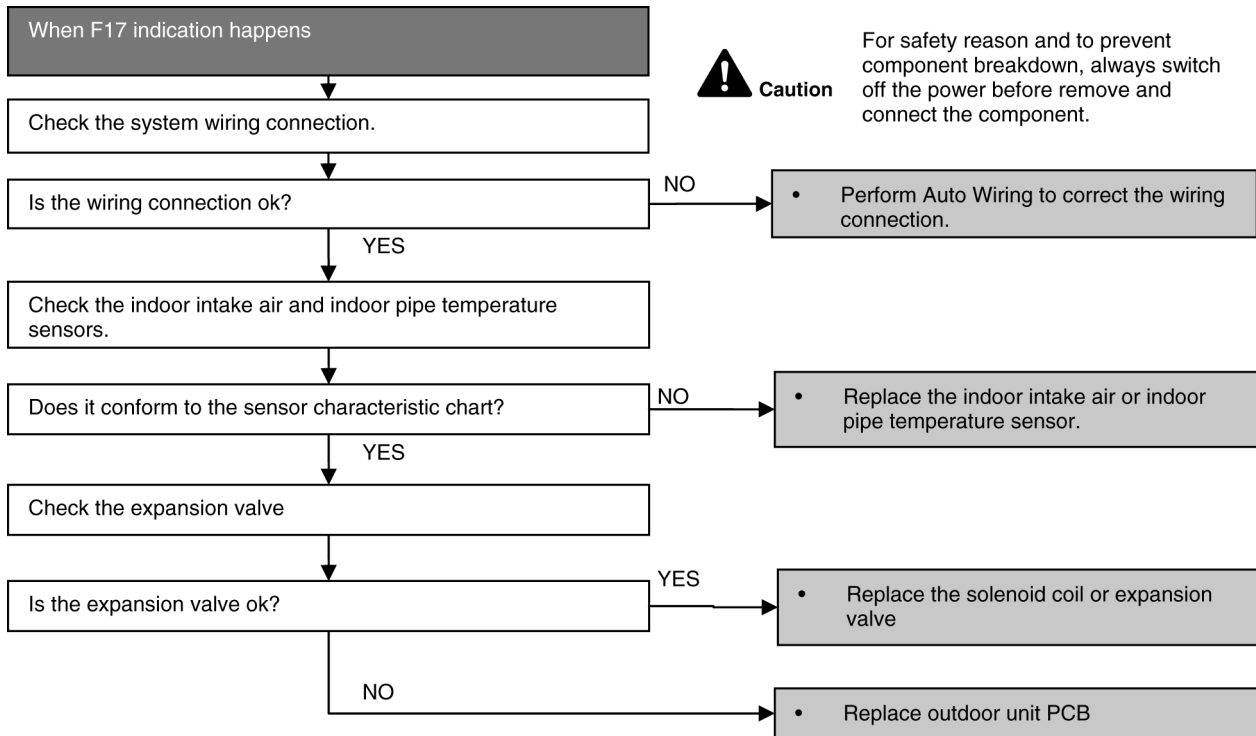 When F17 indication happens
Caution
For safety reason and to prevent
component breakdown, always switch
off the power before remove and
connect the component.
Check the system wiring connection.
Is the wiring connection ok?
NO
• Perform Auto Wiring to correct the wiring
connection.
YES
Check the indoor intake air and indoor pipe temperature
sensors.
Does it conform to the sensor characteristic chart?
NO
• Replace the indoor intake air or indoor
pipe temperature sensor.
YES
Check the expansion valve
Is the expansion valve ok?
YES
• Replace the solenoid coil or expansion
valve
NO
• Replace outdoor unit PCB